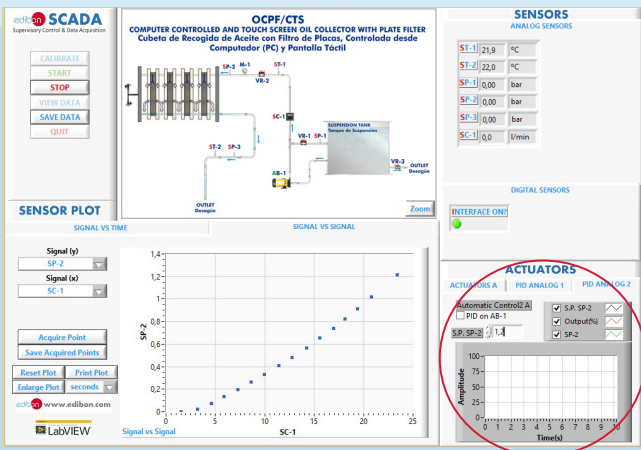 edibon SCADA
Supervisory Control & Data Acquisition
CALIBRATE
START
STOP
VIEW DATA
SAVE DATA
QUIT
OCPF/CTS
COMPUTER CONTROLLED AND TOUCH SCREEN OIL COLLECTOR WITH PLATE FILTER
Cubeta de Recogida de Aceite con Filtro de Placas, Controlada desde
Computador (PC) y Pantalla Táctil
SP-2 M-1 ST-1
VR-2
SC-1
SUSPENSION TANK
Tanque de Suspensión
VR-1 SP-1
ST-2 SP-3
AB-1
VR-3 OUTLET
Desagüe
OUTLET
Desagüe
Zoom
SENSORS
ANALOG SENSORS
ST-1 21,9 ºC
ST-2 22,0 ºC
SP-1 0,00 bar
SP-2 0,00 bar
SP-3 0,00 bar
SC-1 0,0 l/min
DIGITAL SENSORS
INTERFACE ON?
SENSOR PLOT
SIGNAL VS TIME
SIGNAL VS SIGNAL
Signal (y)
SP-2
Signal (x)
SC-1
Acquire Point
Save Acquired Points
Reset Plot Print Plot
Enlarge Plot seconds
edibon www.edibon.com
LabVIEW
1,4
1,2
1
0,8
0,6
0,4
0,2
0
SP-2
0 5 10 15 20 25
Signal vs Signal
SC-1
ACTUATORS
ACTUATORS A PID ANALOG 1 PID ANALOG 2
Automatic Control2 A
PID on AB-1
S.P. SP-2 1,2
S.P. SP-2
Output(%)
SP-2
100
75
50
25
0
Amplitude
0 1 2 3 4 5 6 7 8 9 10
Time(s)